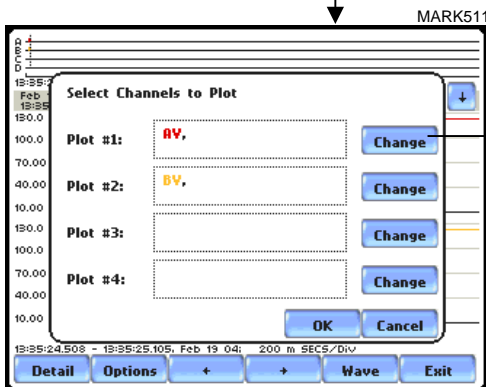 MARK511
A
B
C
D
13:35:
Feb
13:35
130.0
100.0
70.00
40.00
10.00
130.0
100.0
70.00
40.00
10.00
↓
Select Channels to Plot
Plot #1: AV, Change
Plot #2: BV, Change
Plot #3: Change
Plot #4: Change
OK Cancel
13:35:24.508 - 13:35:25.105, Feb 19 04; 200 m SECS/Div
Detail Options ← → Wave Exit